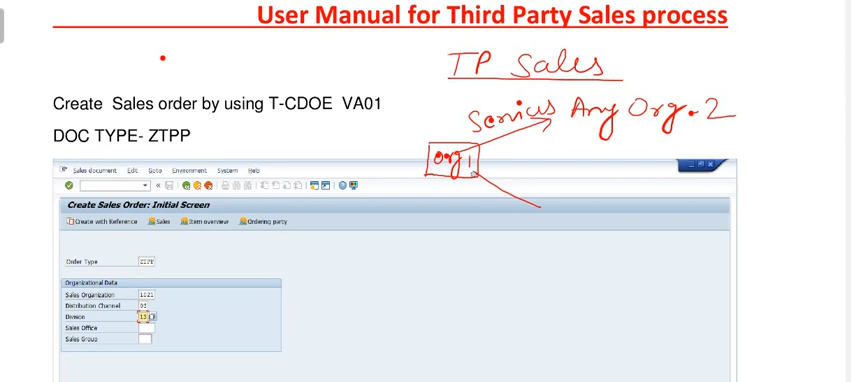 User Manual for Third Party Sales process
TP Sales
Create Sales order by using T-CDOE VA01
Services Any Org. 2
DOC TYPE- ZTPP
Org 1
Sales document Edit Goto Environment System Help
Create Sales Order: Initial Screen
Create with Reference Sales Item overview Ordering party
Order Type ZTPP
Organizational Data
Sales Organization 1021
Distribution Channel
Division 13
Sales Office
Sales Group